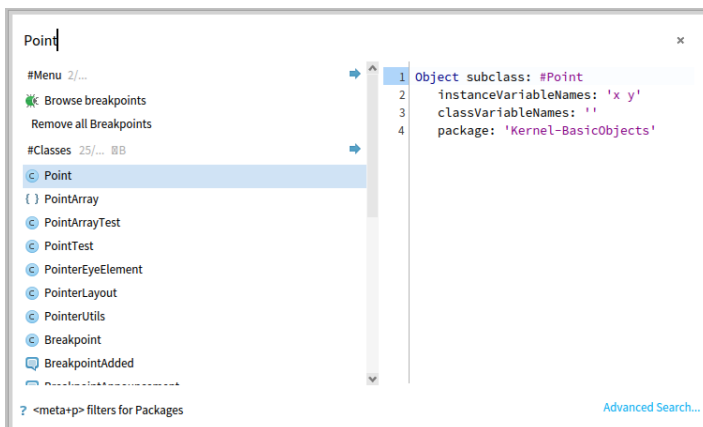 Point
#Menu 2/...
Browse breakpoints
Remove all Breakpoints
#Classes 25/... B
Point
{ } PointArray
PointArrayTest
PointTest
PointerEyeElement
PointerLayout
PointerUtils
Breakpoint
BreakpointAdded
BreakpointAnnouncement
1 Object subclass: #Point
2 instanceVariableNames: 'x y'
3 classVariableNames: ''
4 package: 'Kernel-BasicObjects'
? <meta+p> filters for Packages
Advanced Search...